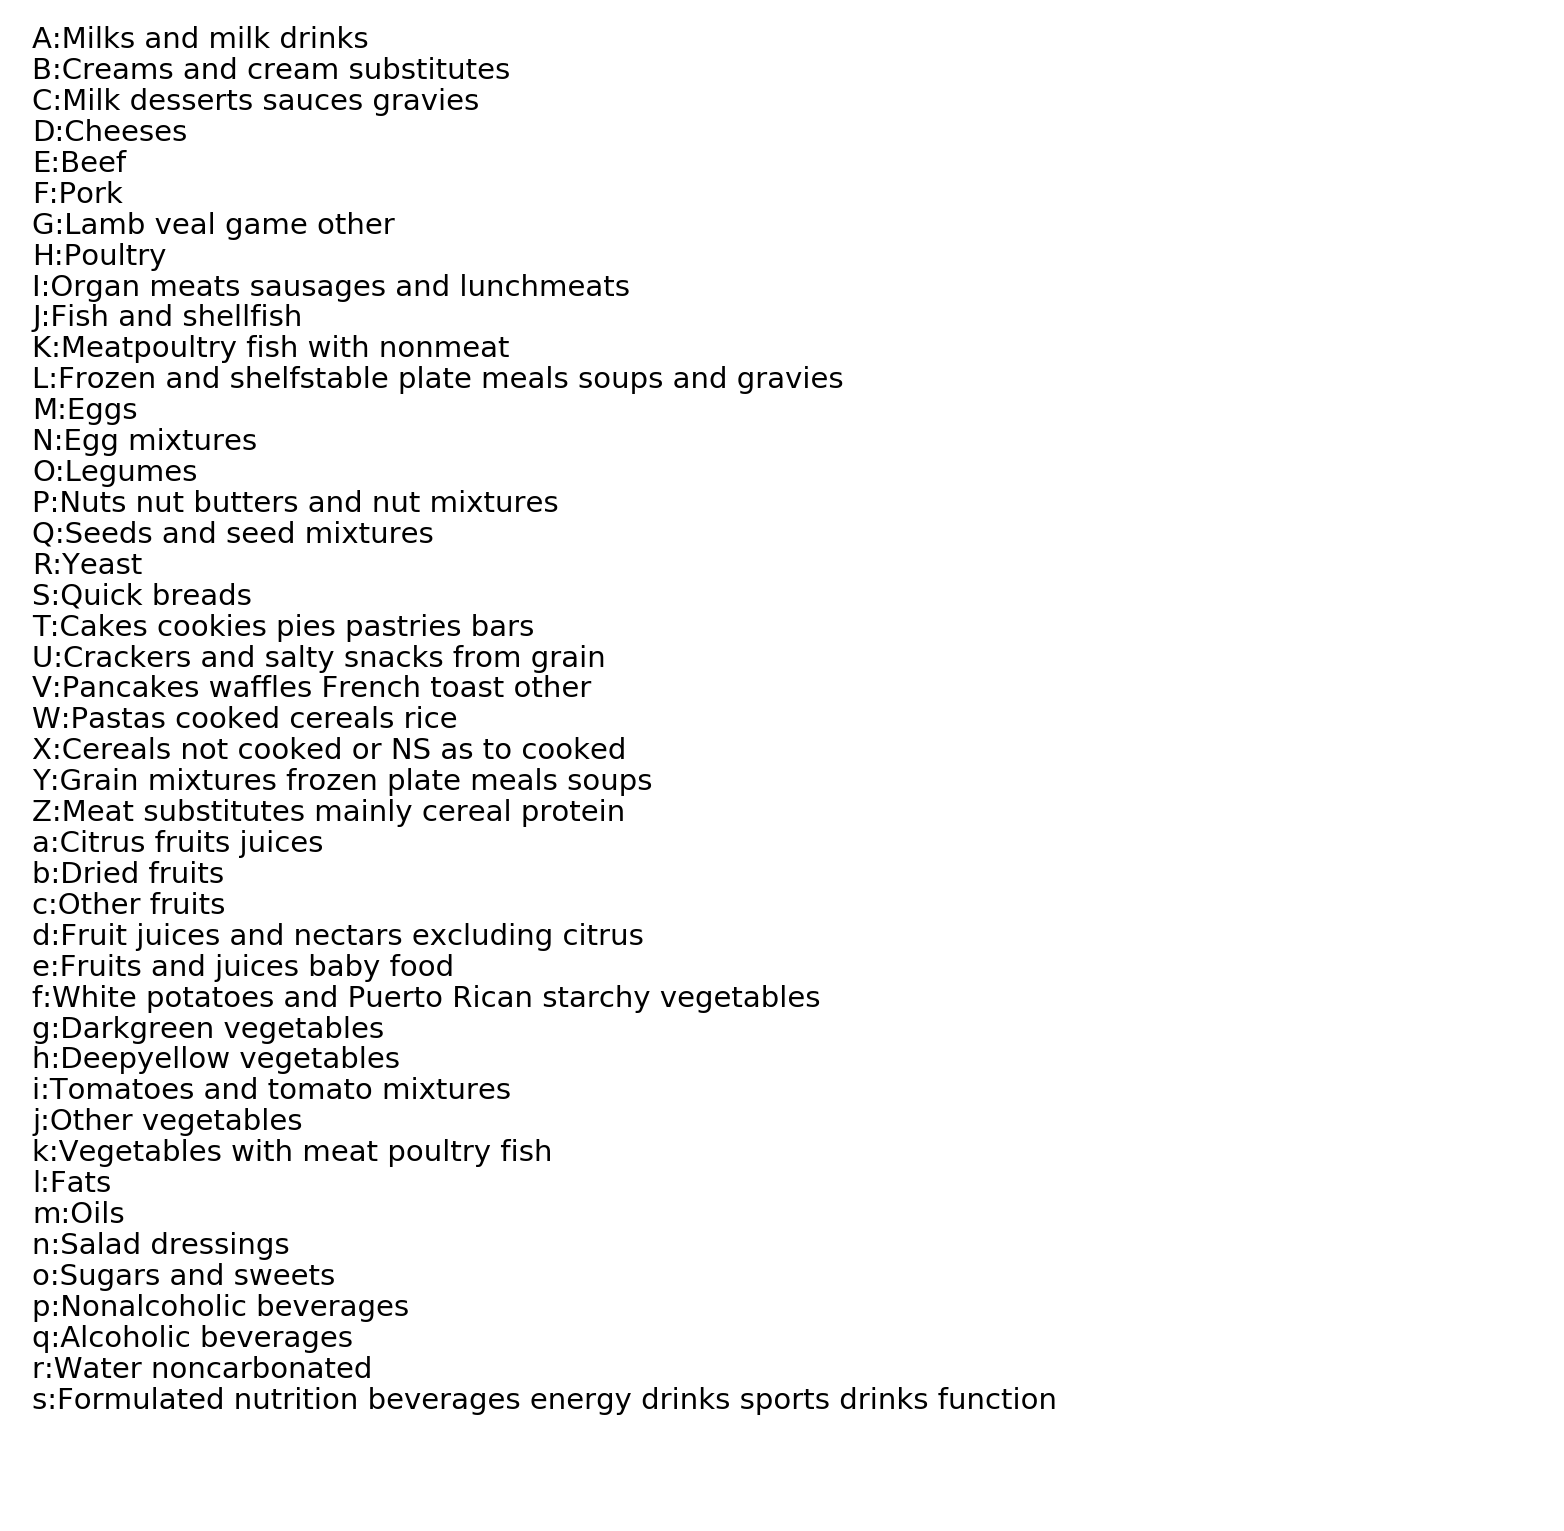 A:Milks and milk drinks
B:Creams and cream substitutes
C:Milk desserts sauces gravies
D:Cheeses
E:Beef
F:Pork
G:Lamb veal game other
H:Poultry
I:Organ meats sausages and lunchmeats
J:Fish and shellfish
K:Meatpoultry fish with nonmeat
L:Frozen and shelfstable plate meals soups and gravies
M:Eggs
N:Egg mixtures
O:Legumes
P:Nuts nut butters and nut mixtures
Q:Seeds and seed mixtures
R:Yeast
S:Quick breads
T:Cakes cookies pies pastries bars
U:Crackers and salty snacks from grain
V:Pancakes waffles French toast other
W:Pastas cooked cereals rice
X:Cereals not cooked or NS as to cooked
Y:Grain mixtures frozen plate meals soups
Z:Meat substitutes mainly cereal protein
a:Citrus fruits juices
b:Dried fruits
c:Other fruits
d:Fruit juices and nectars excluding citrus
e:Fruits and juices baby food
f:White potatoes and Puerto Rican starchy vegetables
g:Darkgreen vegetables
h:Deepyellow vegetables
i:Tomatoes and tomato mixtures
j:Other vegetables
k:Vegetables with meat poultry fish
l:Fats
m:Oils
n:Salad dressings
o:Sugars and sweets
p:Nonalcoholic beverages
q:Alcoholic beverages
r:Water noncarbonated
s:Formulated nutrition beverages energy drinks sports drinks function